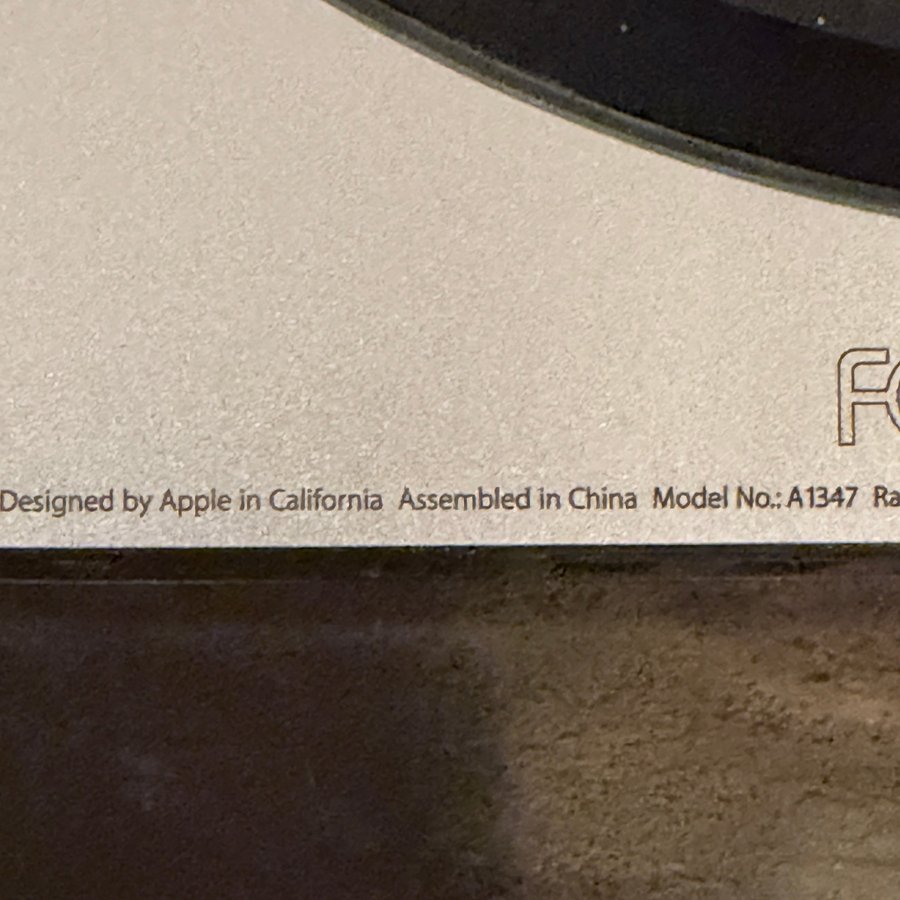 Designed by Apple in California Assembled in China Model No.: A1347